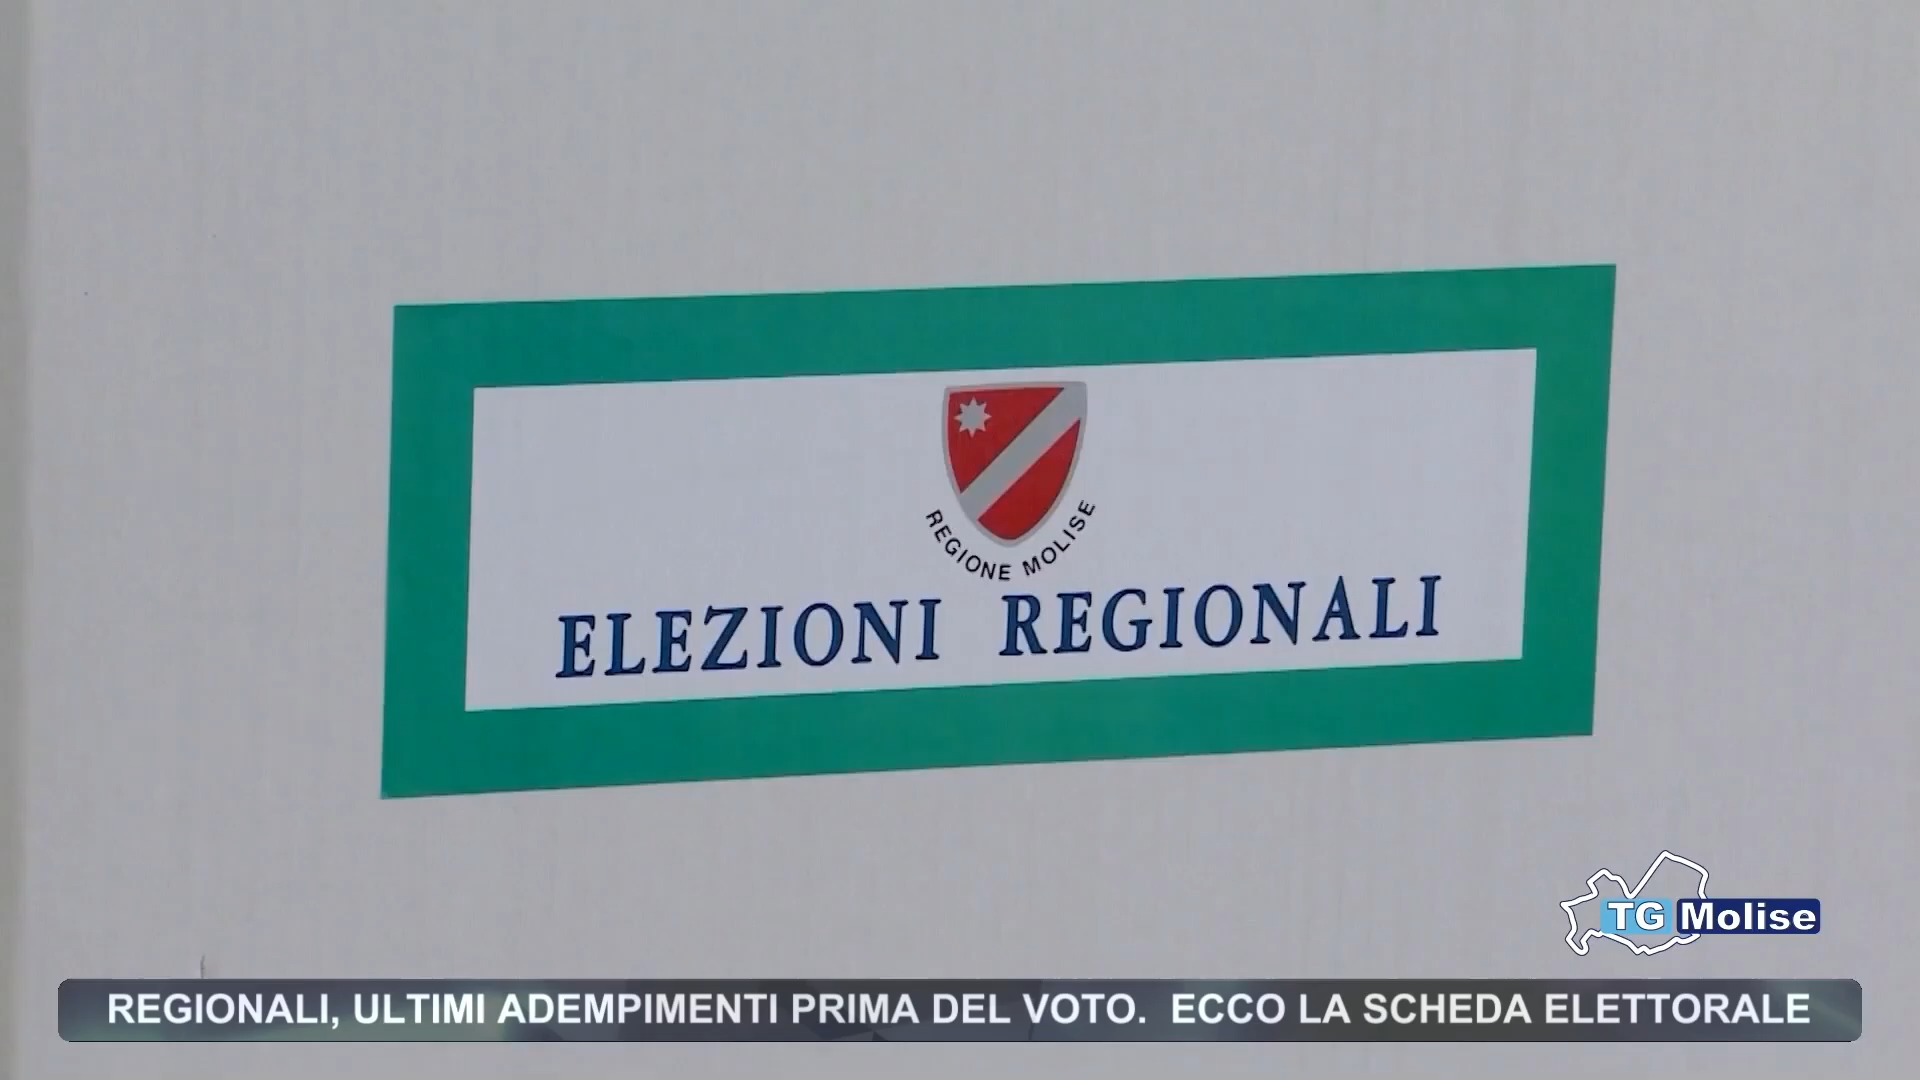 REGIONE MOLISE
ELEZIONI REGIONALI
TG Molise
REGIONALI, ULTIMI ADEMPIMENTI PRIMA DEL VOTO. ECCO LA SCHEDA ELETTORALE